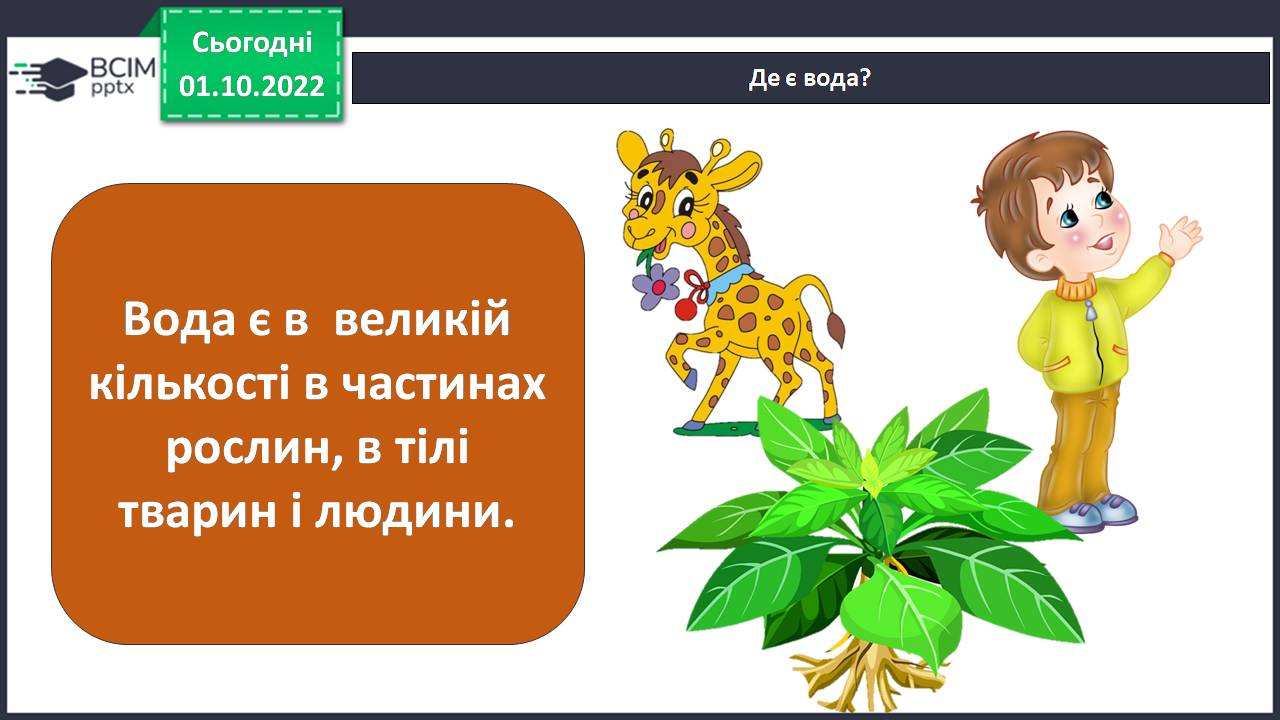 Сьогодні
01.10.2022
ВСІМ
pptx
Де є вода?
Вода є в  великій
кількості в частинах
рослин, в тілі
тварин і людини.